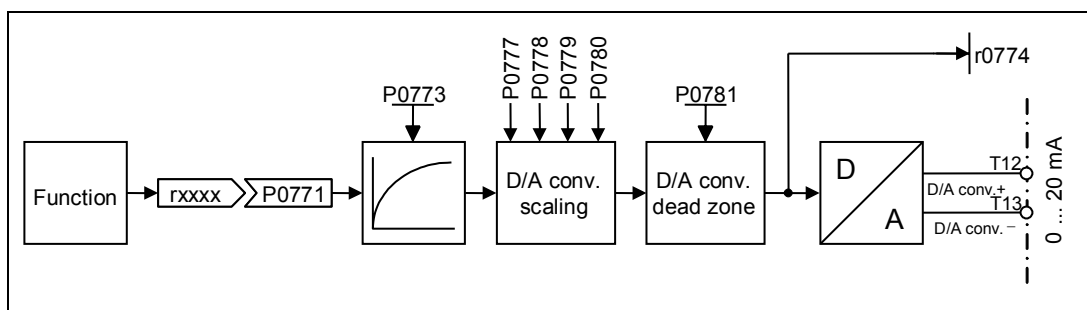 P0777
P0778
P0779
P0780
r0774
P0773
P0781
Function
rxxxx
P0771
D/A conv.
scaling
D/A conv.
dead zone
D
A
T12
D/A conv.+
T13
D/A conv. –
0 ... 20 mA